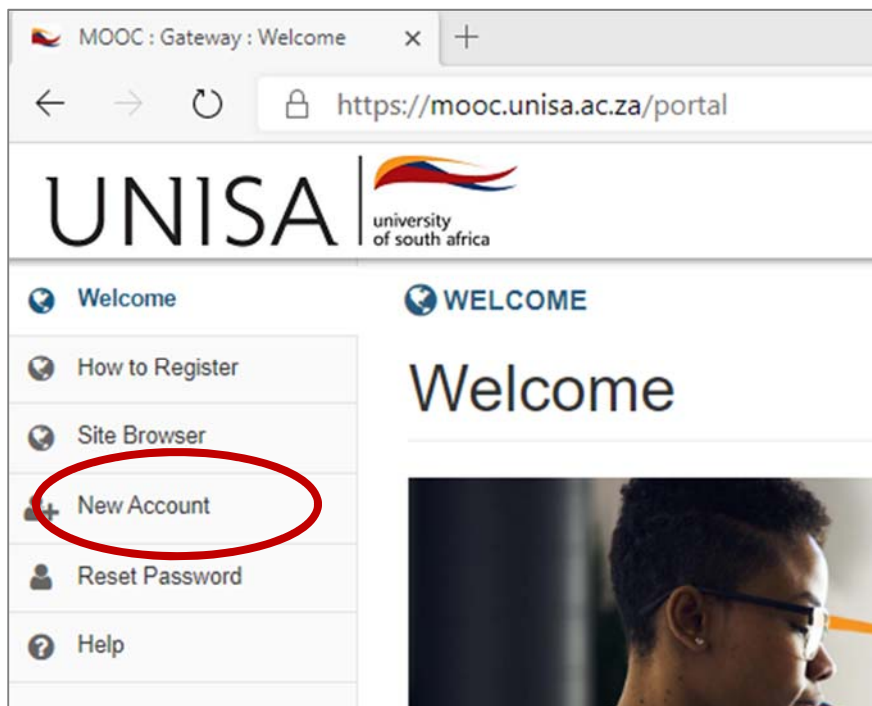 MOOC : Gateway : Welcome
https://mooc.unisa.ac.za/portal
UNISA
university
of south africa
Welcome
How to Register
Site Browser
New Account
Reset Password
Help
WELCOME
Welcome